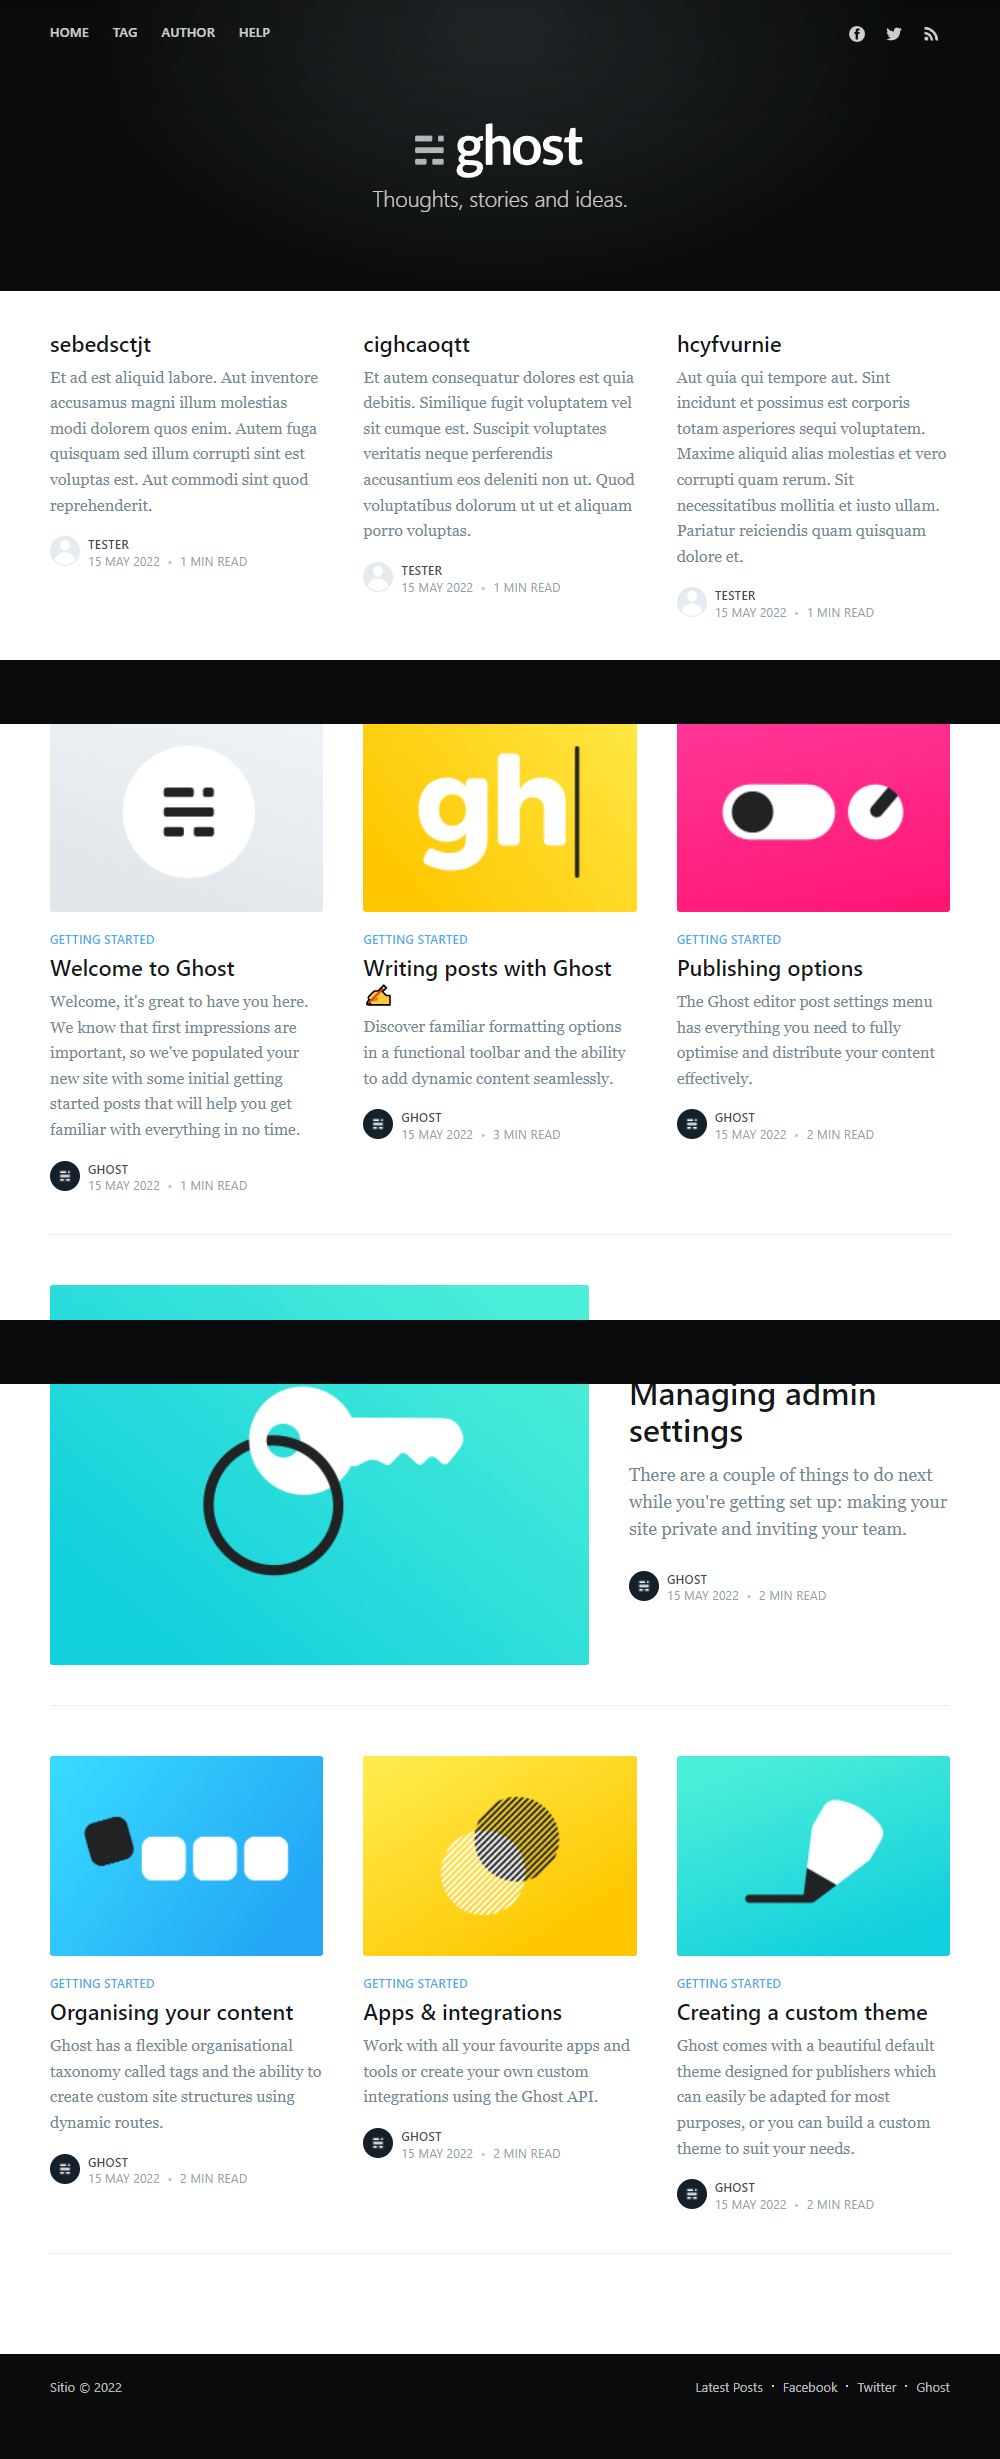 HOME TAG AUTHOR HELP
ghost
Thoughts, stories and ideas.
sebedsctjt
Et ad est aliquid labore. Aut inventore
accusamus magni illum molestias
modi dolorem quos enim. Autem fuga
quisquam sed illum corrupti sint est
voluptas est. Aut commodi sint quod
reprehenderit.
TESTER
15 MAY 2022 • 1 MIN READ
cighcaoqtt
Et autem consequatur dolores est quia
debitis. Similique fugit voluptatem vel
sit cumque est. Suscipit voluptates
veritatis neque perferendis
accusantium eos deleniti non ut. Quod
voluptatibus dolorum ut ut et aliquam
porro voluptas.
TESTER
15 MAY 2022 • 1 MIN READ
hcyfvurnie
Aut quia qui tempore aut. Sint
incidunt et possimus est corporis
totam asperiores sequi voluptatem.
Maxime aliquid alias molestias et vero
corrupti quam rerum. Sit
necessitatibus mollitia et iusto ullam.
Pariatur reiciendis quam quisquam
dolore et.
TESTER
15 MAY 2022 • 1 MIN READ
GETTING STARTED
Welcome to Ghost
Welcome, it's great to have you here.
We know that first impressions are
important, so we've populated your
new site with some initial getting
started posts that will help you get
familiar with everything in no time.
GHOST
15 MAY 2022 • 1 MIN READ
gh
GETTING STARTED
Writing posts with Ghost
✍️
Discover familiar formatting options
in a functional toolbar and the ability
to add dynamic content seamlessly.
GHOST
15 MAY 2022 • 3 MIN READ
GETTING STARTED
Publishing options
The Ghost editor post settings menu
has everything you need to fully
optimise and distribute your content
effectively.
GHOST
15 MAY 2022 • 2 MIN READ
Managing admin
settings
There are a couple of things to do next
while you're getting set up: making your
site private and inviting your team.
GHOST
15 MAY 2022 • 2 MIN READ
GETTING STARTED
Organising your content
Ghost has a flexible organisational
taxonomy called tags and the ability to
create custom site structures using
dynamic routes.
GHOST
15 MAY 2022 • 2 MIN READ
GETTING STARTED
Apps & integrations
Work with all your favourite apps and
tools or create your own custom
integrations using the Ghost API.
GHOST
15 MAY 2022 • 2 MIN READ
GETTING STARTED
Creating a custom theme
Ghost comes with a beautiful default
theme designed for publishers which
can easily be adapted for most
purposes, or you can build a custom
theme to suit your needs.
GHOST
15 MAY 2022 • 2 MIN READ
Sitio © 2022
Latest Posts • Facebook • Twitter • Ghost